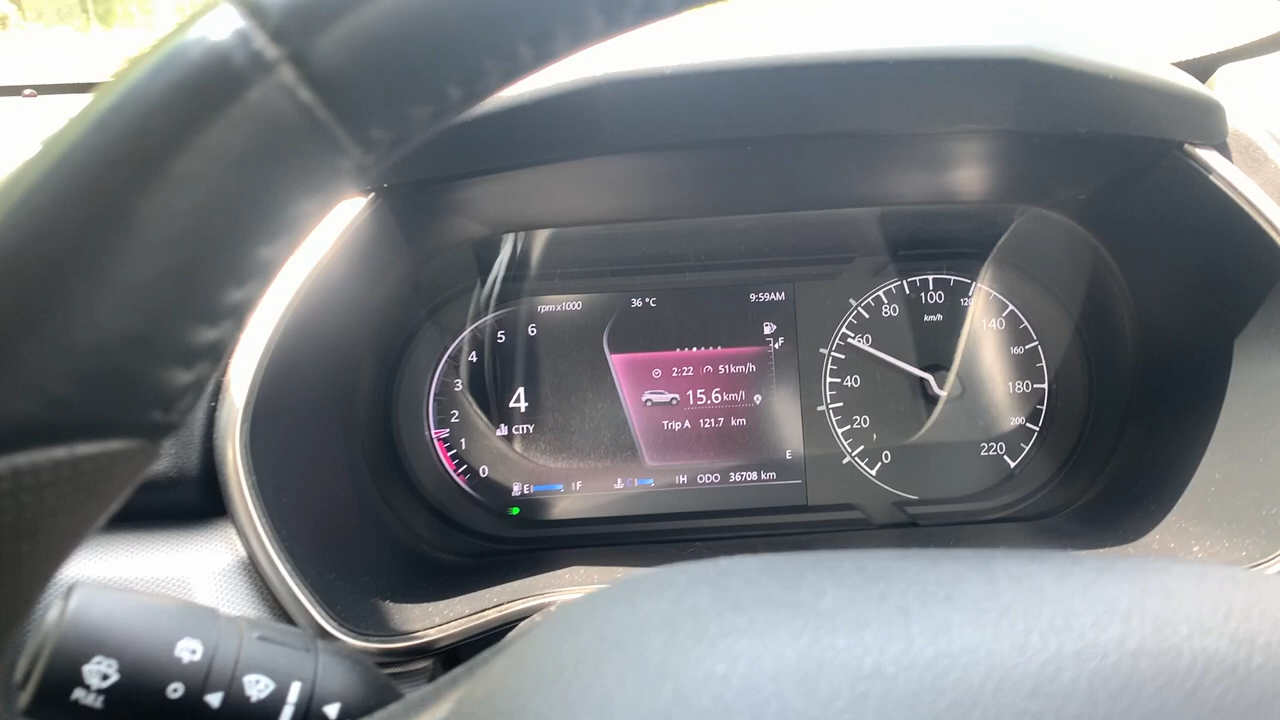 rpm x1000
36 °C
9:59AM
6
5
4
3
2
1
0
4
CITY
F
2:22 51km/h
15.6km/l
Trip A 121.7 km
E
E F C H ODO 36708 km
0
20
40
60
80
100
120
140
160
180
200
220
km/h
PULL